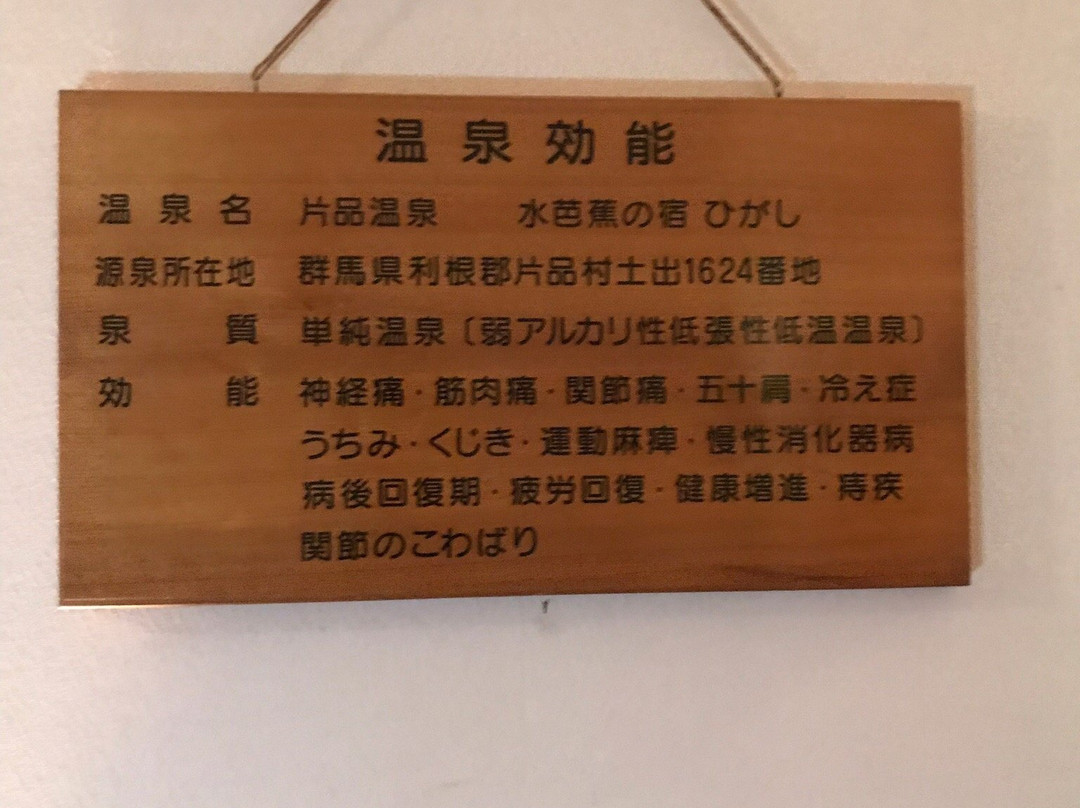 温泉効能
温泉名 片品温泉 水芭蕉の宿 ひがし
源泉所在地 群馬県利根郡片品村土出1624番地
泉質 単純温泉〔弱アルカリ性低張性低温温泉〕
効能 神経痛・筋肉痛・関節痛・五十肩・冷え症
うちみ・くじき・運動麻痺・慢性消化器病
病後回復期・疲労回復・健康増進・痔疾
関節のこわばり